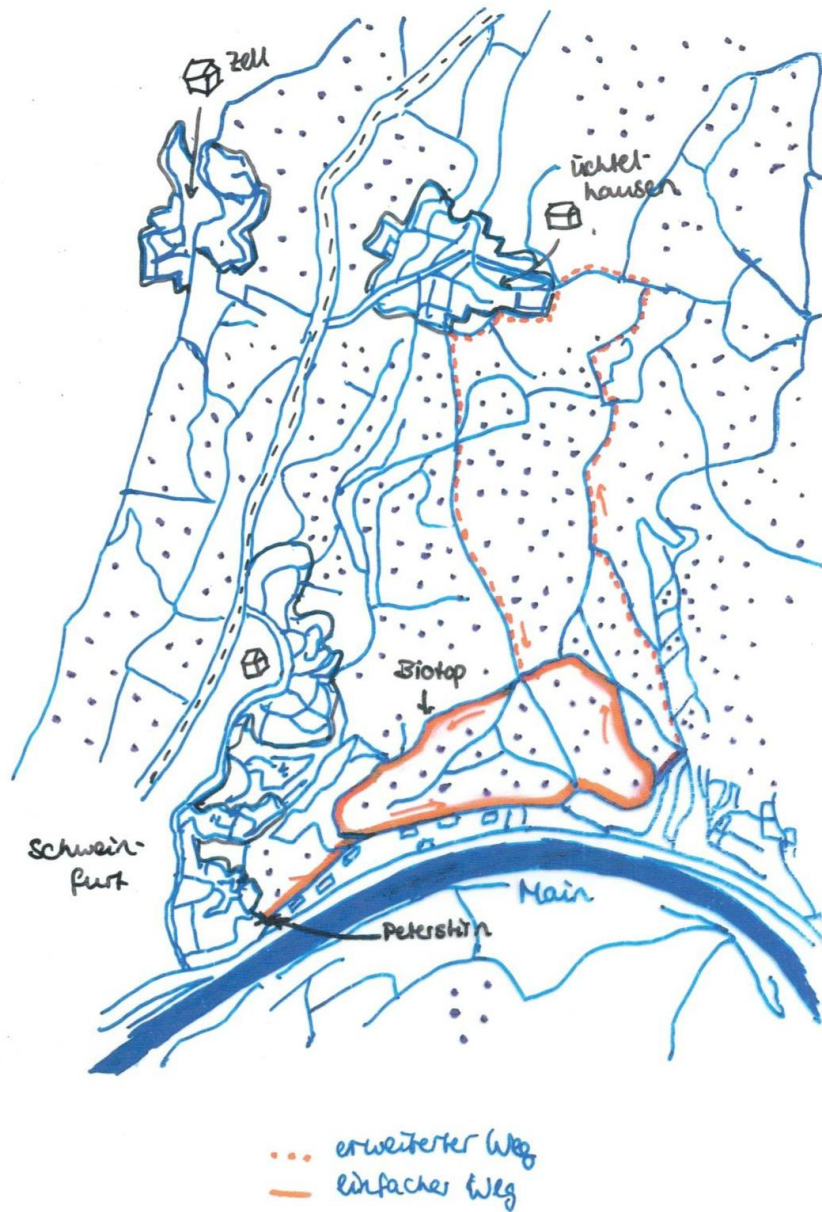 Zell
Üchtel-
hausen
Biotop
Schwein-
furt
Main
Peterstirn
erweiterter Weg
einfacher Weg